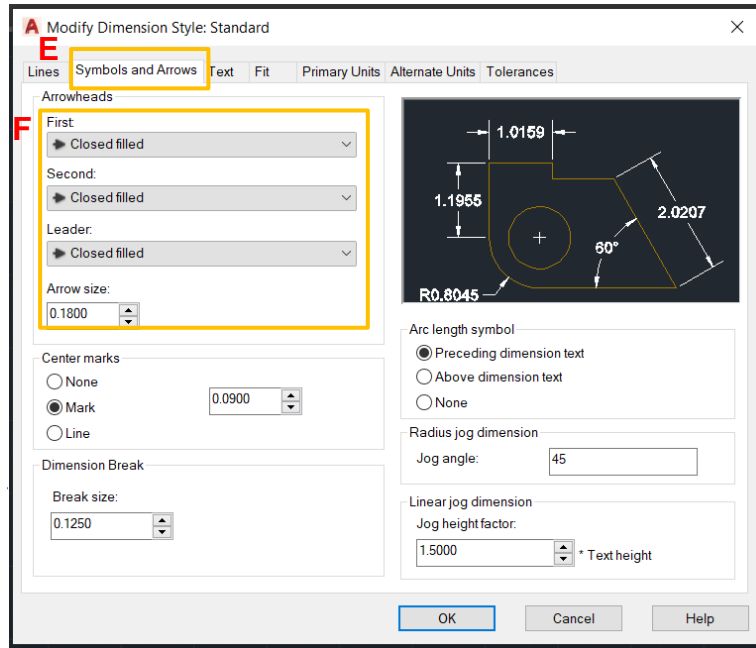 A Modify Dimension Style: Standard
E
Lines Symbols and Arrows Text Fit Primary Units Alternate Units Tolerances
Arrowheads
F
First:
Closed filled
Second:
Closed filled
Leader:
Closed filled
Arrow size:
0.1800
Center marks
None
Mark
Line
0.0900
Dimension Break
Break size:
0.1250
1.0159
1.1955
2.0207
60°
R0.8045
Arc length symbol
Preceding dimension text
Above dimension text
None
Radius jog dimension
Jog angle: 45
Linear jog dimension
Jog height factor:
1.5000 * Text height
OK Cancel Help